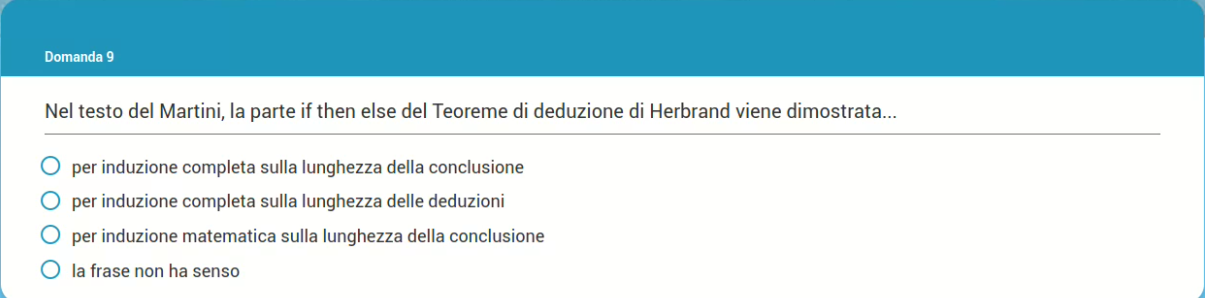 Domanda 9
Nel testo del Martini, la parte if then else del Teoreme di deduzione di Herbrand viene dimostrata...
per induzione completa sulla lunghezza della conclusione
per induzione completa sulla lunghezza delle deduzioni
per induzione matematica sulla lunghezza della conclusione
la frase non ha senso